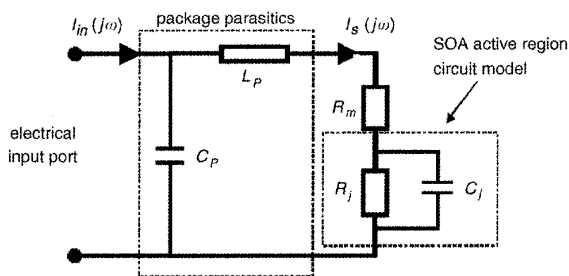 package parasitics
I_in (jω)
I_s (jω)
SOA active region
circuit model
L_P
R_m
electrical
input port
C_P
R_j
C_j